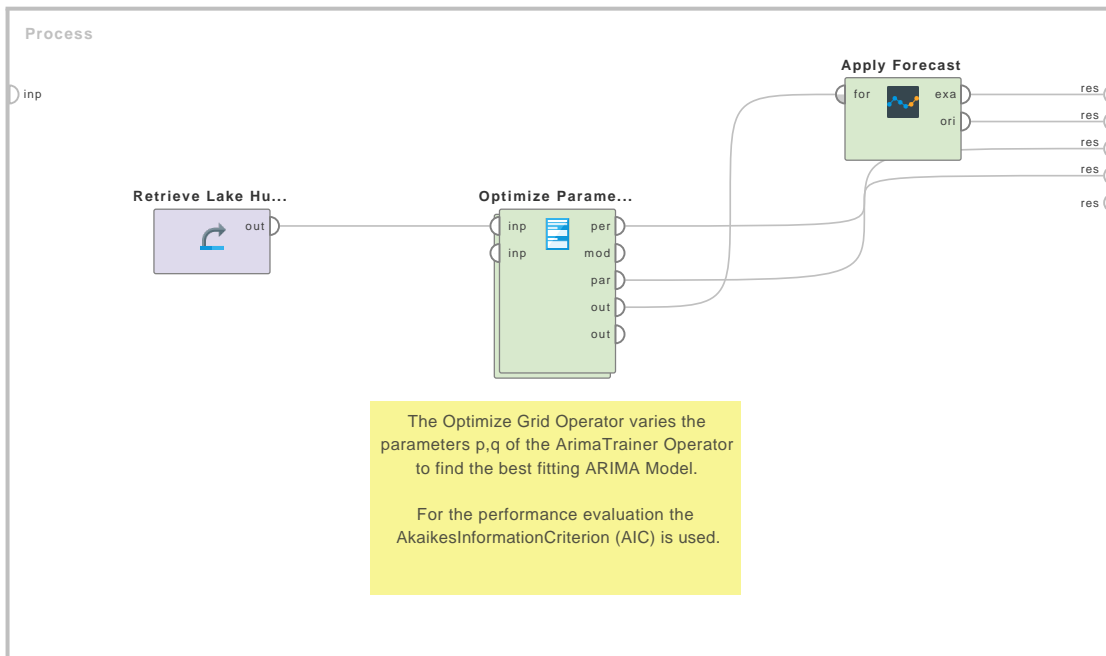 Process
inp
Apply Forecast
for
exa
ori
res
res
res
res
res
Retrieve Lake Hu...
out
Optimize Parame...
inp
inp
per
mod
par
out
out
The Optimize Grid Operator varies the
parameters p,q of the ArimaTrainer Operator
to find the best fitting ARIMA Model.
For the performance evaluation the
AkaikesInformationCriterion (AIC) is used.